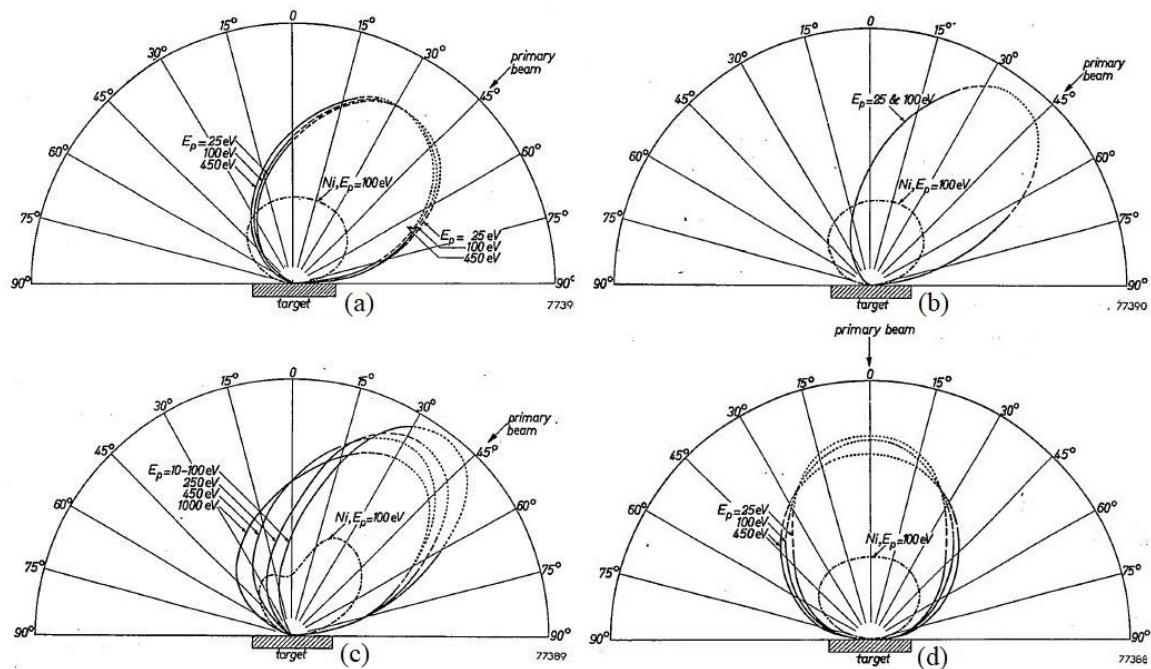 0
15° 15°
30° 30°
primary
beam
45° 45°
Ep=25eV
100eV
450eV
60° 60°
Ni, Ep=100eV
75° 75°
Ep= 25eV
100eV
450eV
90° 90°
target
(a)
7739
0
15° 15°
30° 30°
primary
beam
45° 45°
Ep=25 & 100eV
60° 60°
Ni, Ep=100eV
75° 75°
90° 90°
target
(b)
77390
0
15° 15°
30° 30°
primary
beam
45° 45°
Ep=10-100eV
250eV
450eV
1000eV
Ni, Ep=100eV
60° 60°
75° 75°
90° 90°
target
(c)
77389
primary beam
0
15° 15°
30° 30°
45° 45°
Ep=25eV
100eV
450eV
60° 60°
Ni, Ep=100eV
75° 75°
90° 90°
target
(d)
77388